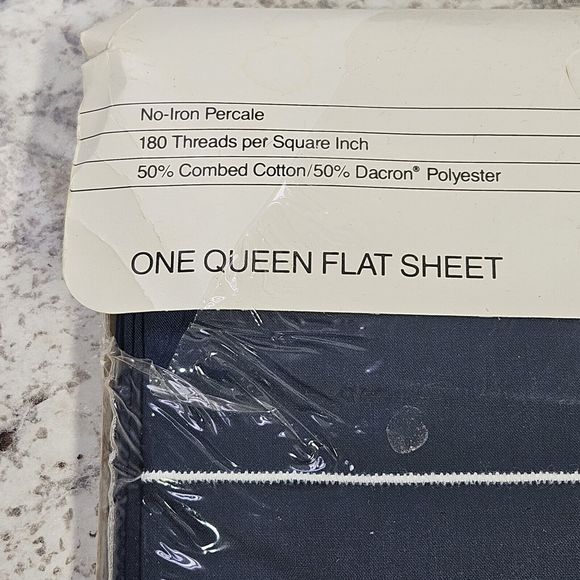 No-Iron Percale
180 Threads per Square Inch
50% Combed Cotton/50% Dacron® Polyester
ONE QUEEN FLAT SHEET